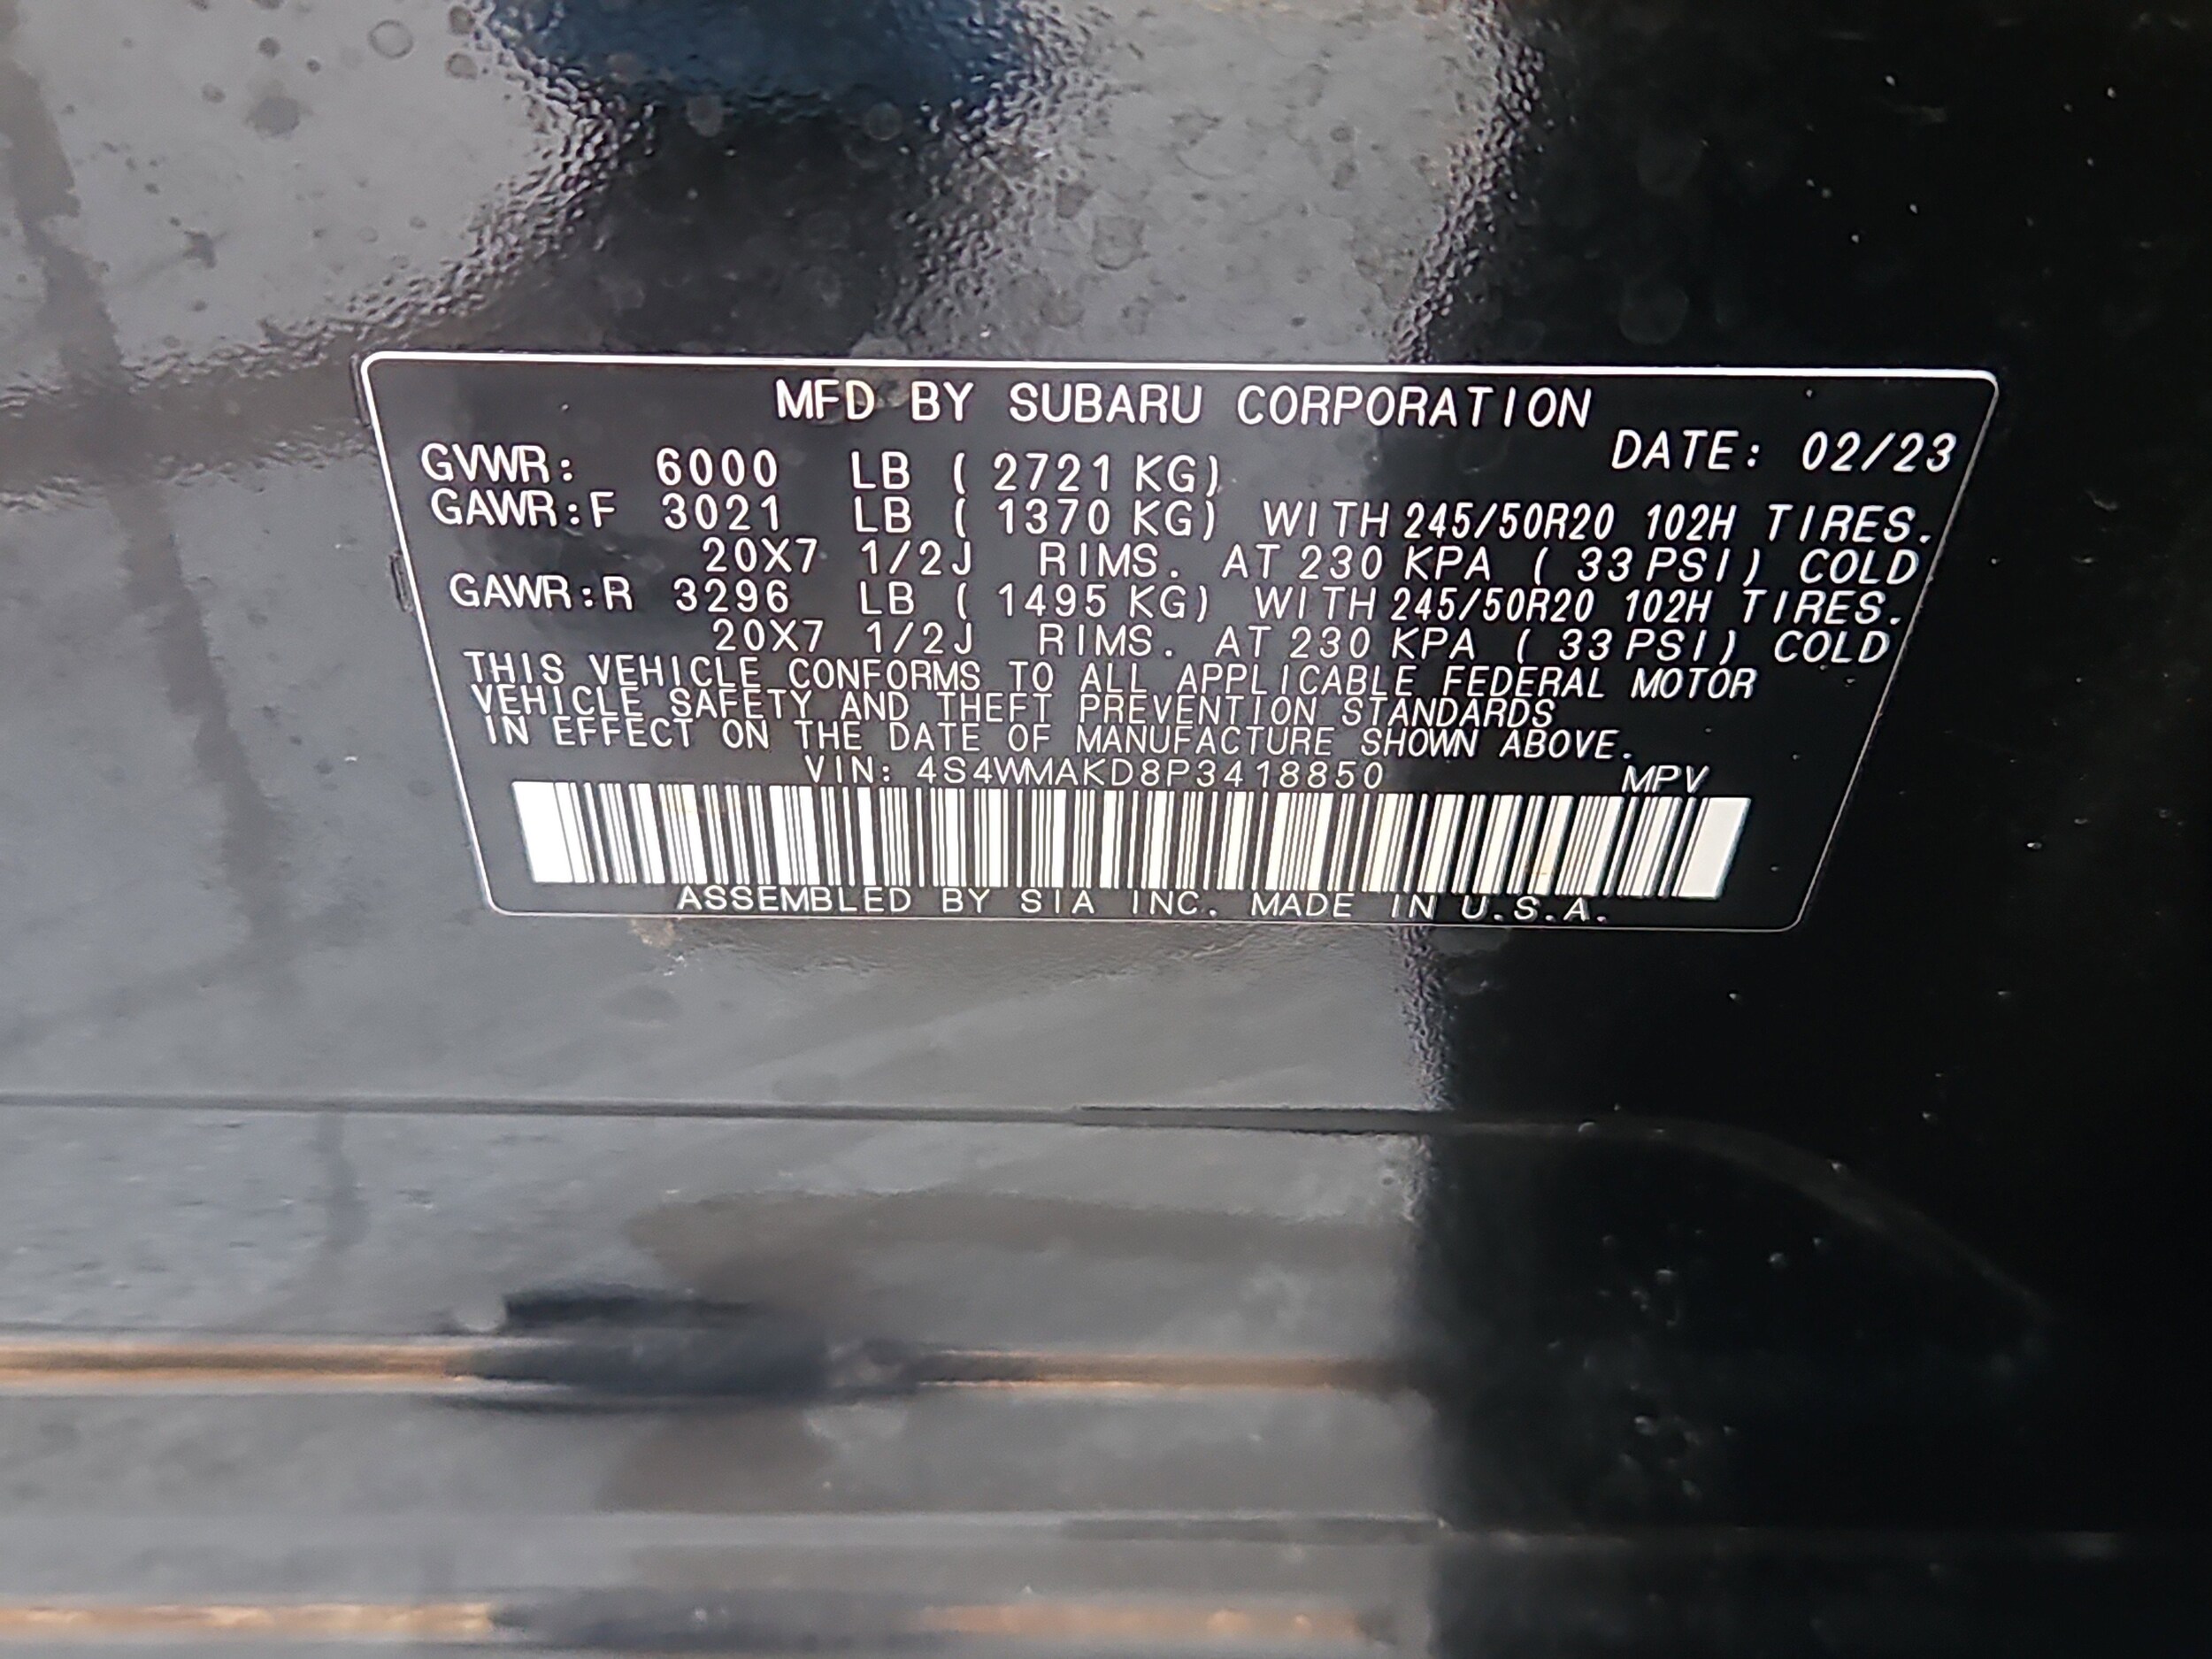 MFD BY SUBARU CORPORATION
DATE: 02/23
GVWR: 6000 LB ( 2721 KG)
GAWR:F 3021 LB ( 1370 KG) WITH 245/50R20 102H TIRES.
20X7 1/2J RIMS. AT 230 KPA ( 33 PSI) COLD
GAWR:R 3296 LB ( 1495 KG) WITH 245/50R20 102H TIRES.
20X7 1/2J RIMS. AT 230 KPA ( 33 PSI) COLD
THIS VEHICLE CONFORMS TO ALL APPLICABLE FEDERAL MOTOR
VEHICLE SAFETY AND THEFT PREVENTION STANDARDS
IN EFFECT ON THE DATE OF MANUFACTURE SHOWN ABOVE.
VIN: 4S4WMAKD8P3418850 MPV
ASSEMBLED BY SIA INC. MADE IN U.S.A.